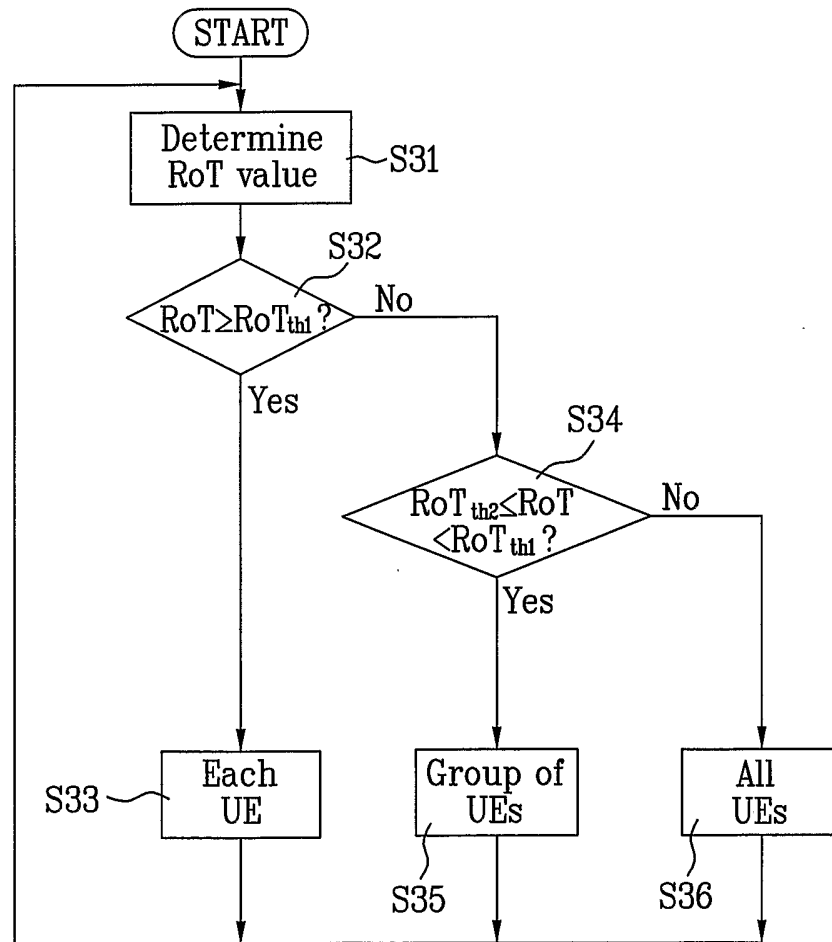 START
Determine
RoT value
S31
S32
RoT≥RoTth1?
No
Yes
S34
RoTth2≤RoT
<RoTth1?
No
Yes
S33
Each
UE
Group of
UEs
All
UEs
S35
S36